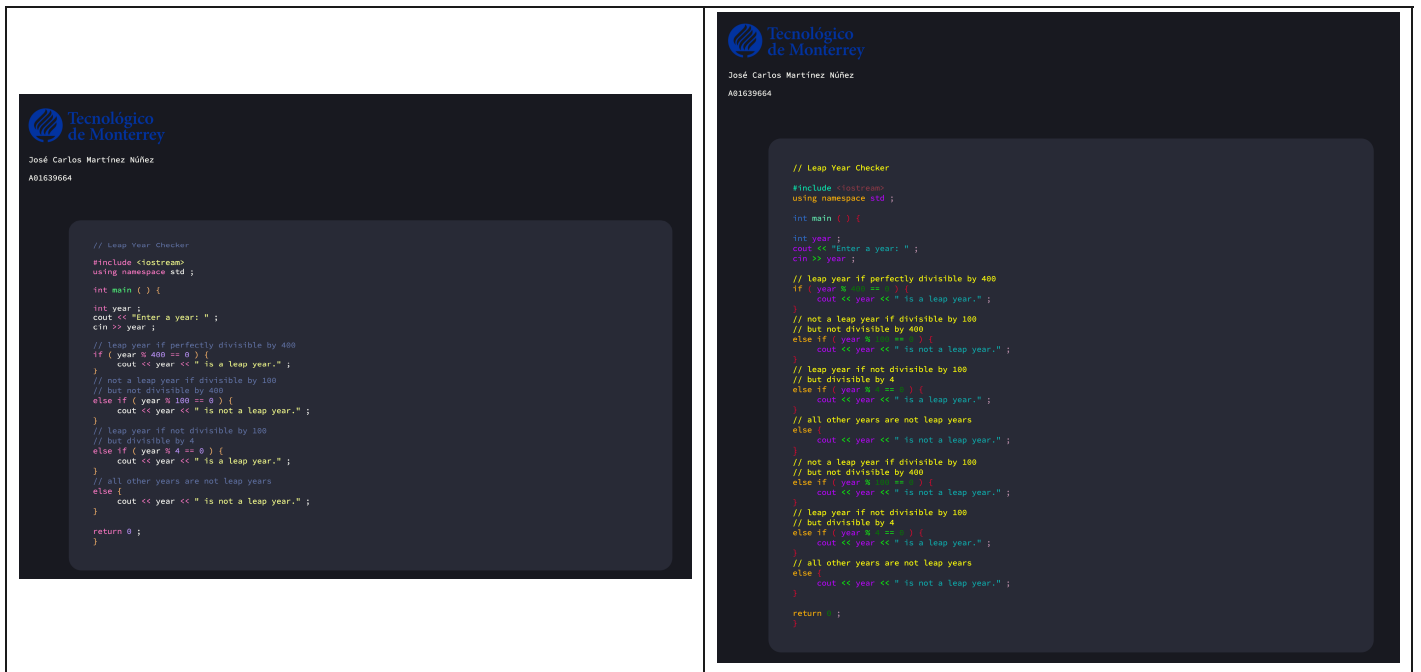 Tecnológico
de Monterrey
José Carlos Martínez Núñez
A01639664
// Leap Year Checker
#include <iostream>
using namespace std ;
int main ( ) {
int year ;
cout << "Enter a year: " ;
cin >> year ;
// leap year if perfectly divisible by 400
if ( year % 400 == 0 ) {
cout << year << " is a leap year." ;
}
// not a leap year if divisible by 100
// but not divisible by 400
else if ( year % 100 == 0 ) {
cout << year << " is not a leap year." ;
}
// leap year if not divisible by 100
// but divisible by 4
else if ( year % 4 == 0 ) {
cout << year << " is a leap year." ;
}
// all other years are not leap years
else {
cout << year << " is not a leap year." ;
}
return 0 ;
}
Tecnológico
de Monterrey
José Carlos Martínez Núñez
A01639664
// Leap Year Checker
#include <iostream>
using namespace std ;
int main ( ) {
int year ;
cout << "Enter a year: " ;
cin >> year ;
// leap year if perfectly divisible by 400
if ( year % 400 == 0 ) {
cout << year << " is a leap year." ;
}
// not a leap year if divisible by 100
// but not divisible by 400
else if ( year % 100 == 0 ) {
cout << year << " is not a leap year." ;
}
// leap year if not divisible by 100
// but divisible by 4
else if ( year % 4 == 0 ) {
cout << year << " is a leap year." ;
}
// all other years are not leap years
else {
cout << year << " is not a leap year." ;
}
// not a leap year if divisible by 100
// but not divisible by 400
else if ( year % 100 == 0 ) {
cout << year << " is not a leap year." ;
}
// leap year if not divisible by 100
// but divisible by 4
else if ( year % 4 == 0 ) {
cout << year << " is a leap year." ;
}
// all other years are not leap years
else {
cout << year << " is not a leap year." ;
}
return 0 ;
}